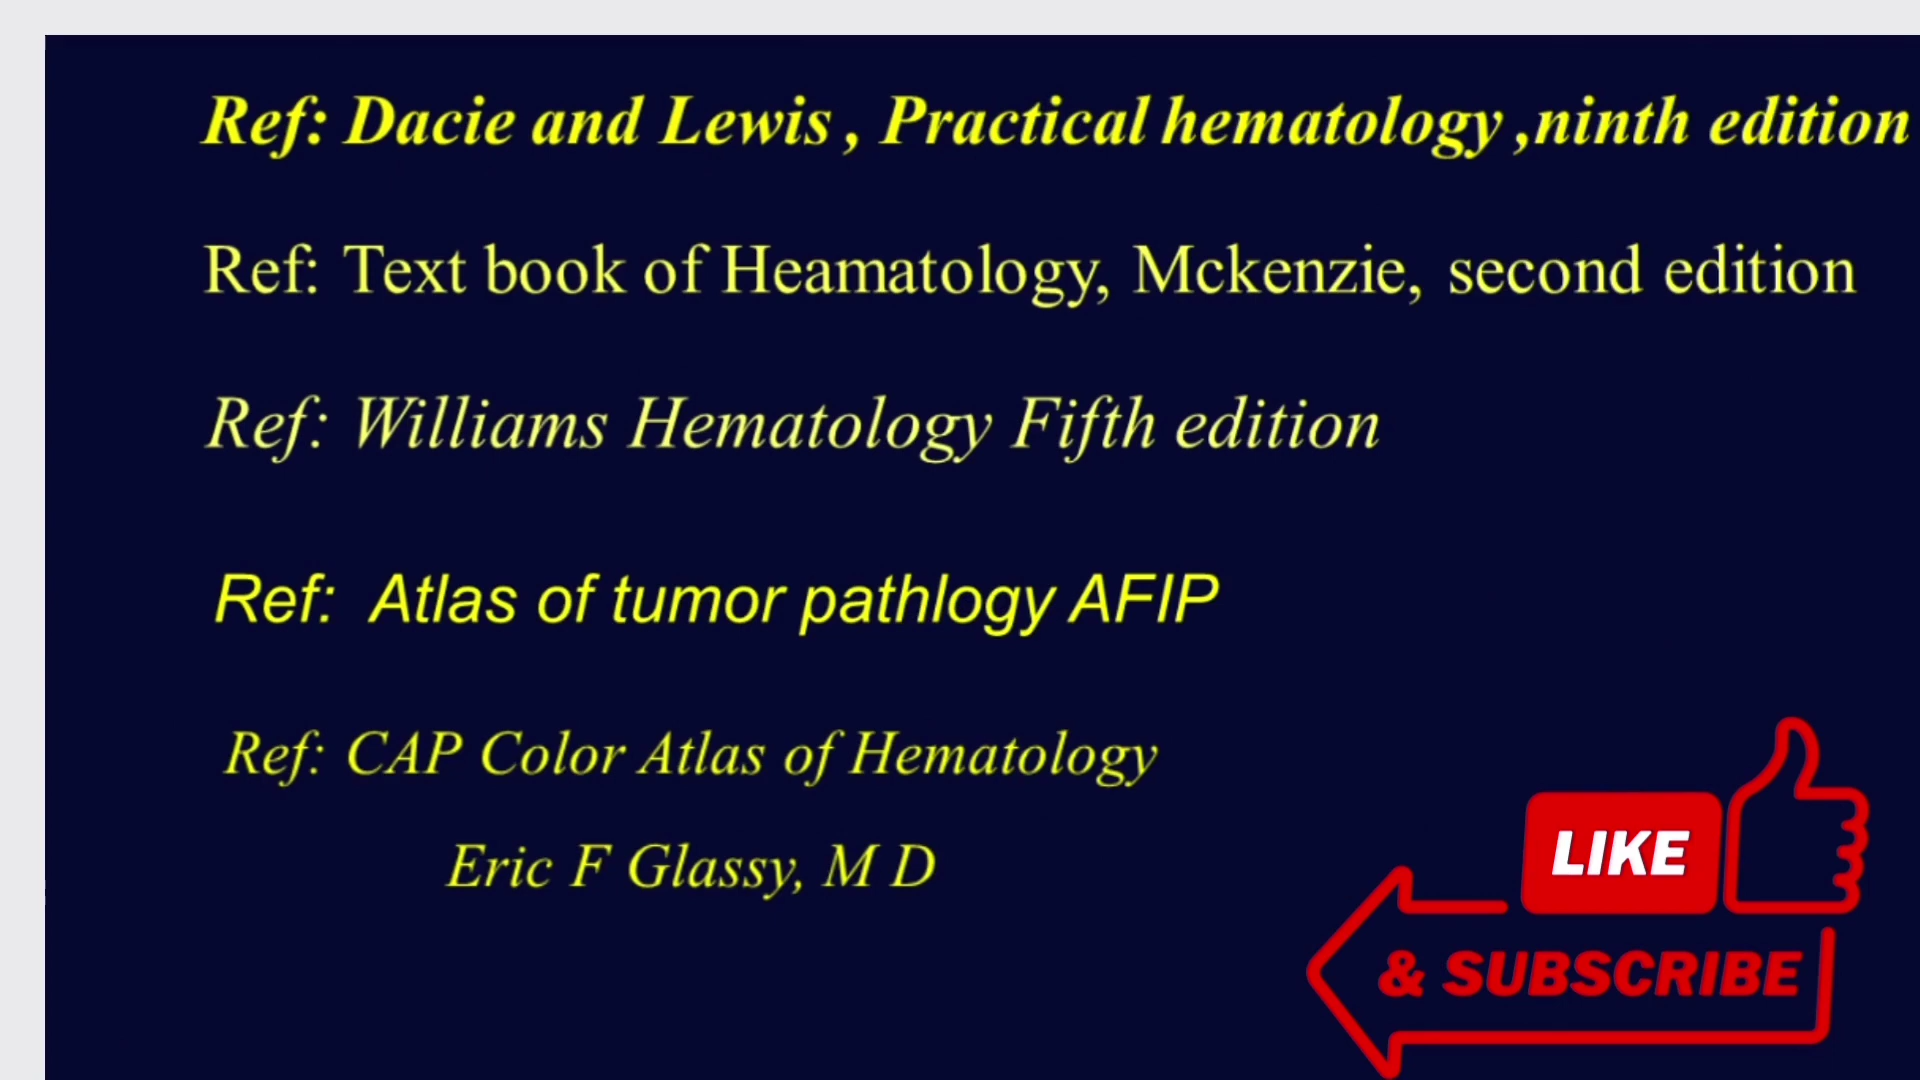 Ref: Dacie and Lewis , Practical hematology ,ninth edition
Ref: Text book of Heamatology, Mckenzie, second edition
Ref: Williams Hematology Fifth edition
Ref: Atlas of tumor pathlogy AFIP
Ref: CAP Color Atlas of Hematology
Eric F Glassy, M D
LIKE
& SUBSCRIBE